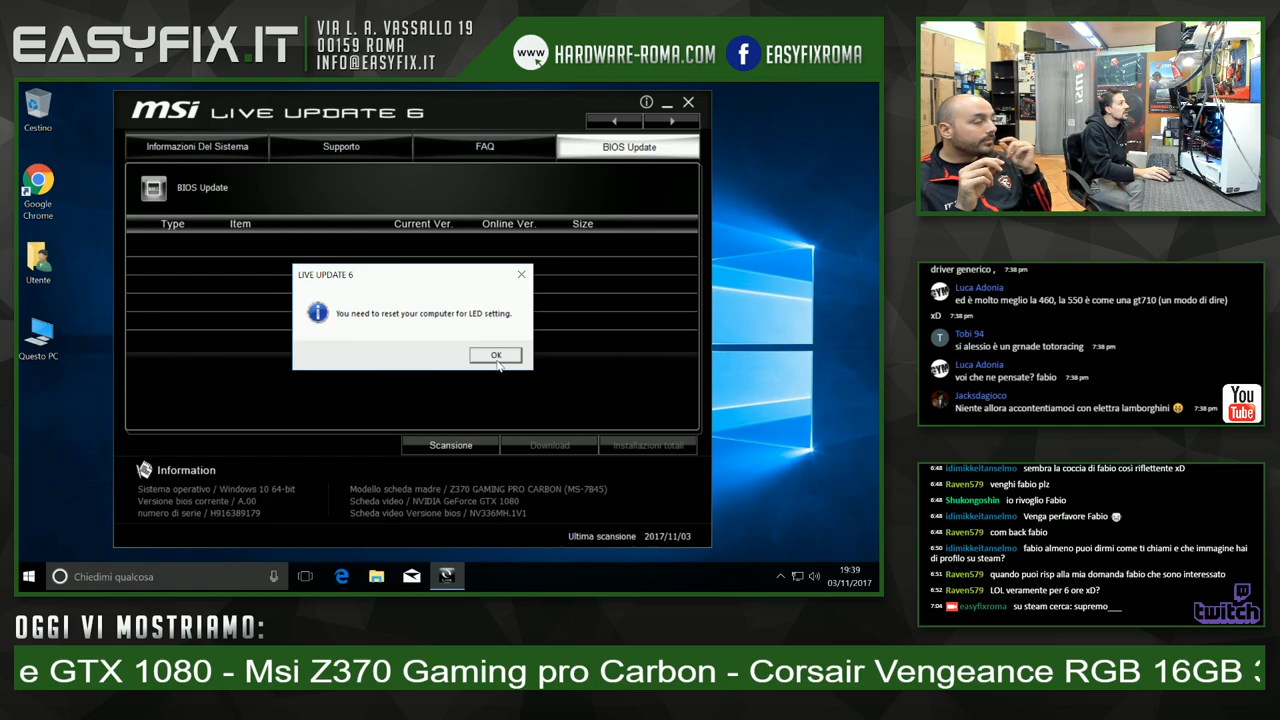 EASYFIX.IT
VIA L. A. VASSALLO 19
00159 ROMA
INFO@EASYFIX.IT
WWW
HARDWARE-ROMA.COM
f
EASYFIXROMA
Cestino
Google
Chrome
Utente
Questo PC
msi LIVE UPDATE 6
Informazioni Del Sistema
Supporto
FAQ
BIOS Update
BIOS Update
Type Item Current Ver. Online Ver. Size
LIVE UPDATE 6
You need to reset your computer for LED setting.
OK
Scansione
Download
Installazioni totali
Information
Sistema operativo / Windows 10 64-bit
Versione bios corrente / A.00
numero di serie / H916389179
Modello scheda madre / Z370 GAMING PRO CARBON (MS-7B45)
Scheda video / NVIDIA GeForce GTX 1080
Scheda video Versione bios / NV336MH.1V1
Ultima scansione 2017/11/03
Chiedimi qualcosa
19:39
03/11/2017
driver generico , 7:38 pm
GYM
Luca Adonia
ed è molto meglio la 460, la 550 è come una gt710 (un modo di dire)
xD 7:38 pm
T
Tobi 94
si alessio è un grnade totoracing 7:38 pm
GYM
Luca Adonia
voi che ne pensate? fabio 7:38 pm
Jacksdagioco
Niente allora accontentiamoci con elettra lamborghini 7:38 pm
You
Tube
6:48 idimikkeitanselmo sembra la coccia di fabio così riflettente xD
6:48 Raven579 venghi fabio plz
6:48 Shukongoshin io rivoglio Fabio
6:48 idimikkeitanselmo Venga perfavore Fabio
6:48 Raven579 com back fabio
6:50 idimikkeitanselmo fabio almeno puoi dirmi come ti chiami e che immagine hai
di profilo su steam?
6:51 Raven579 quando puoi risp alla mia domanda fabio che sono interessato
6:52 Raven579 LOL veramente per 6 ore xD?
7:04 easyfixroma su steam cerca: supremo___
twitch
OGGI VI MOSTRIAMO:
e GTX 1080 - Msi Z370 Gaming pro Carbon - Corsair Vengeance RGB 16GB